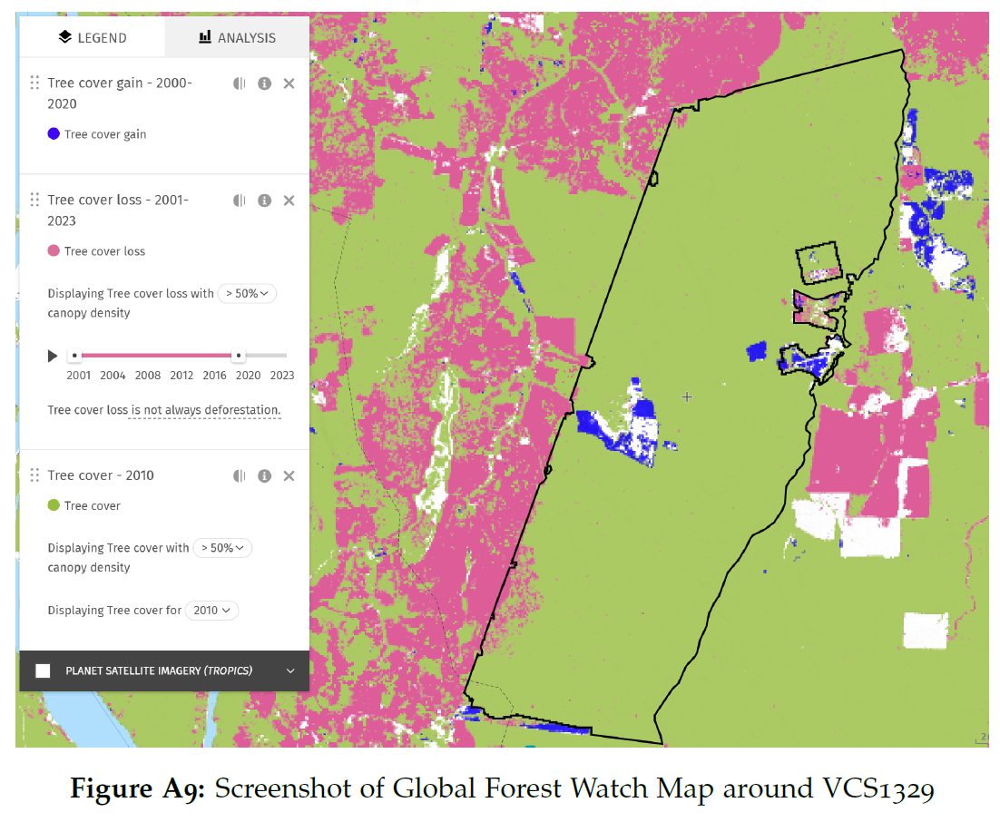 LEGEND
ANALYSIS
Tree cover gain - 2000-
2020
Tree cover gain
Tree cover loss - 2001-
2023
Tree cover loss
Displaying Tree cover loss with > 50%
canopy density
2001 2004 2008 2012 2016 2020 2023
Tree cover loss is not always deforestation.
Tree cover - 2010
Tree cover
Displaying Tree cover with > 50%
canopy density
Displaying Tree cover for 2010
PLANET SATELLITE IMAGERY (TROPICS)
Figure A9: Screenshot of Global Forest Watch Map around VCS1329